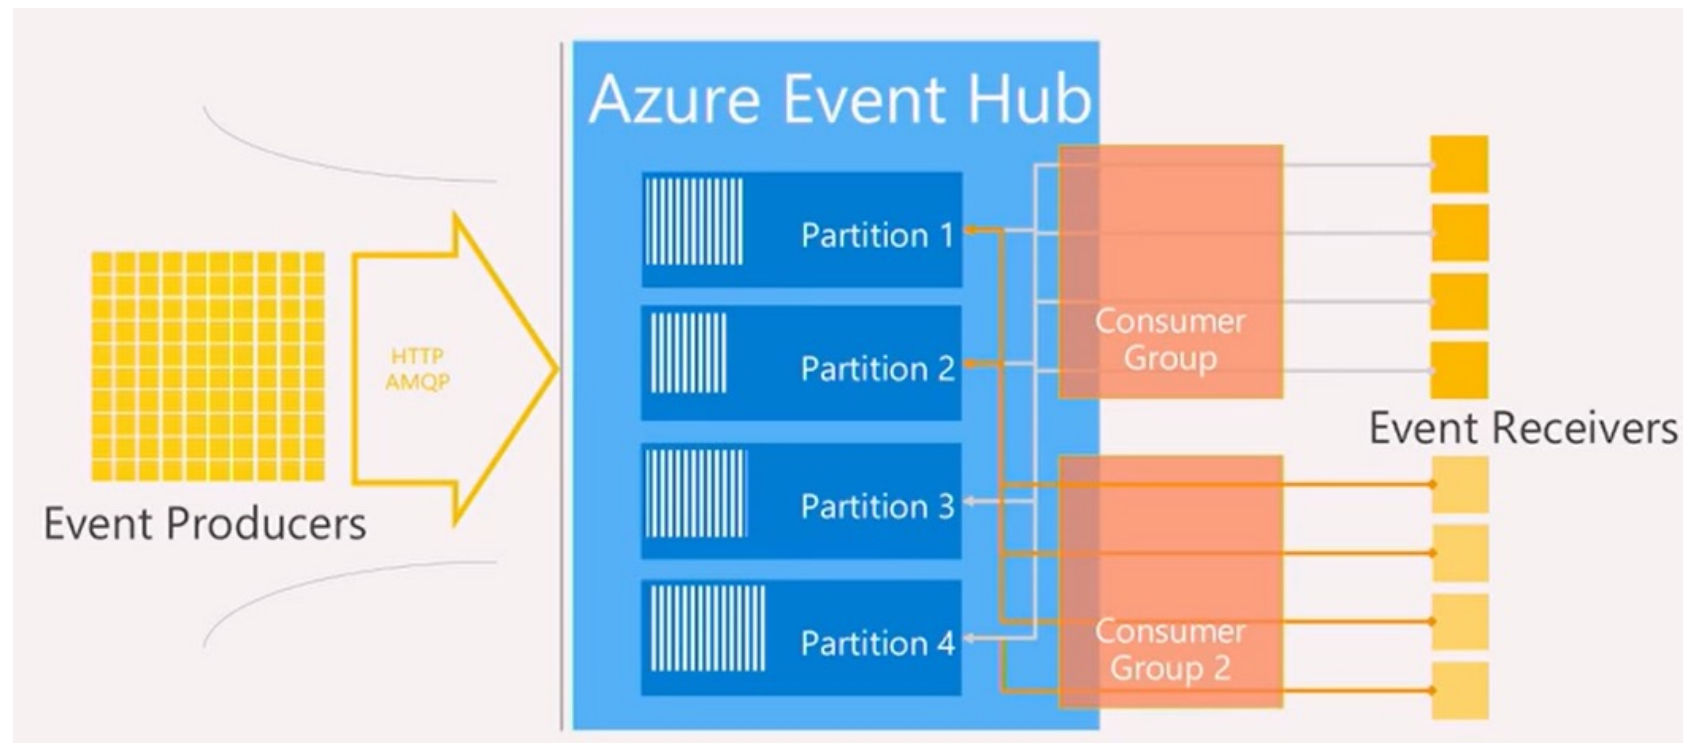 Azure Event Hub
Partition 1
Partition 2
Partition 3
Partition 4
HTTP
AMQP
Event Producers
Consumer
Group
Consumer
Group 2
Event Receivers